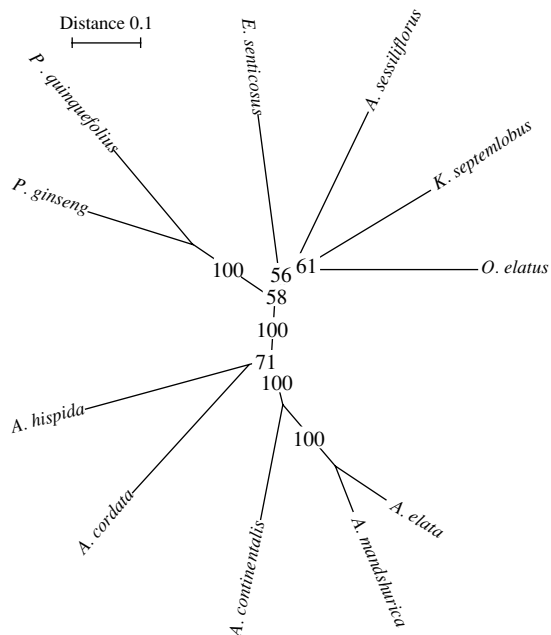 Distance 0.1
E. senticosus
A. sessiliflorus
P. quinquefolius
K. septemlobus
P. ginseng
O. elatus
100
56
61
58
100
71
100
A. hispida
100
A. cordata
A. continentalis
A. elata
A. mandshurica